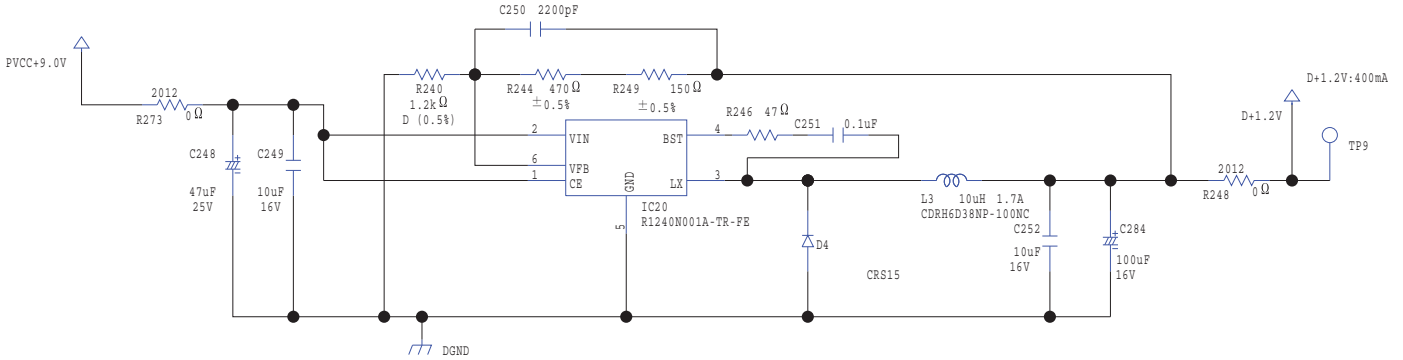 C250 2200pF
PVCC+9.0V
D+1.2V:400mA
2012
R273
0Ω
R240
1.2kΩ
D (0.5%)
R244 470Ω
±0.5%
R249 150Ω
±0.5%
R246 47Ω
C251 0.1uF
D+1.2V
TP9
C248
47uF
25V
C249
10uF
16V
2
VIN
BST
4
6
VFB
1
CE
GND
LX
3
5
IC20
R1240N001A-TR-FE
L3 10uH 1.7A
CDRH6D38NP-100NC
2012
R248
0Ω
D4
C252
10uF
16V
C284
100uF
16V
CRS15
DGND